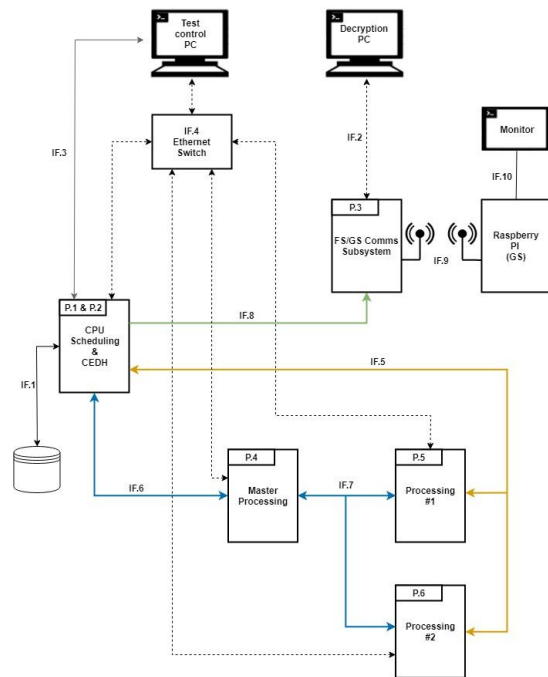 Test
control
PC
Decryption
PC
IF.4
Ethernet
Switch
IF.3
IF.2
Monitor
IF.10
P.3
FS/GS Comms
Subsystem
IF.9
Raspberry
PI
(GS)
P.1 & P.2
CPU
Scheduling
&
CEDH
IF.8
IF.1
IF.5
P.4
Master
Processing
IF.6
IF.7
P.5
Processing
#1
P.6
Processing
#2